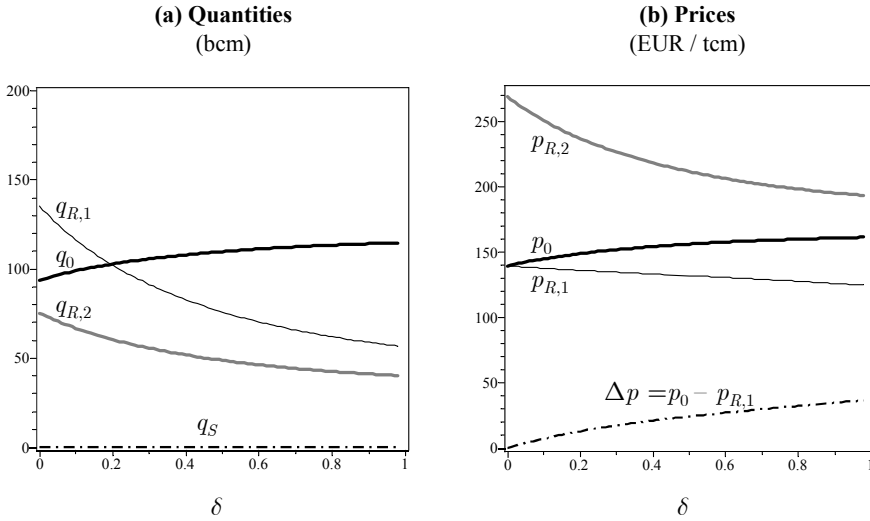 (a) Quantities
(bcm)
200
150
100
50
0
q_{R,1}
q_0
q_{R,2}
q_S
0 0.2 0.4 0.6 0.8 1
δ
(b) Prices
(EUR / tcm)
250
200
150
100
50
0
p_{R,2}
p_0
p_{R,1}
Δp = p_0 − p_{R,1}
0 0.2 0.4 0.6 0.8 1
δ